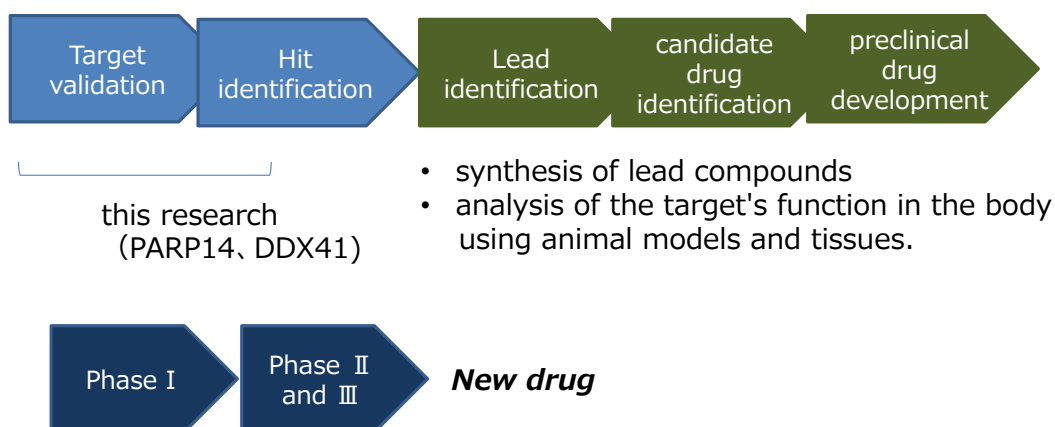 Target
validation
Hit
identification
Lead
identification
candidate
drug
identification
preclinical
drug
development
this research
（PARP14、DDX41)
• synthesis of lead compounds
• analysis of the target's function in the body
using animal models and tissues.
Phase Ⅰ
Phase Ⅱ
and Ⅲ
New drug